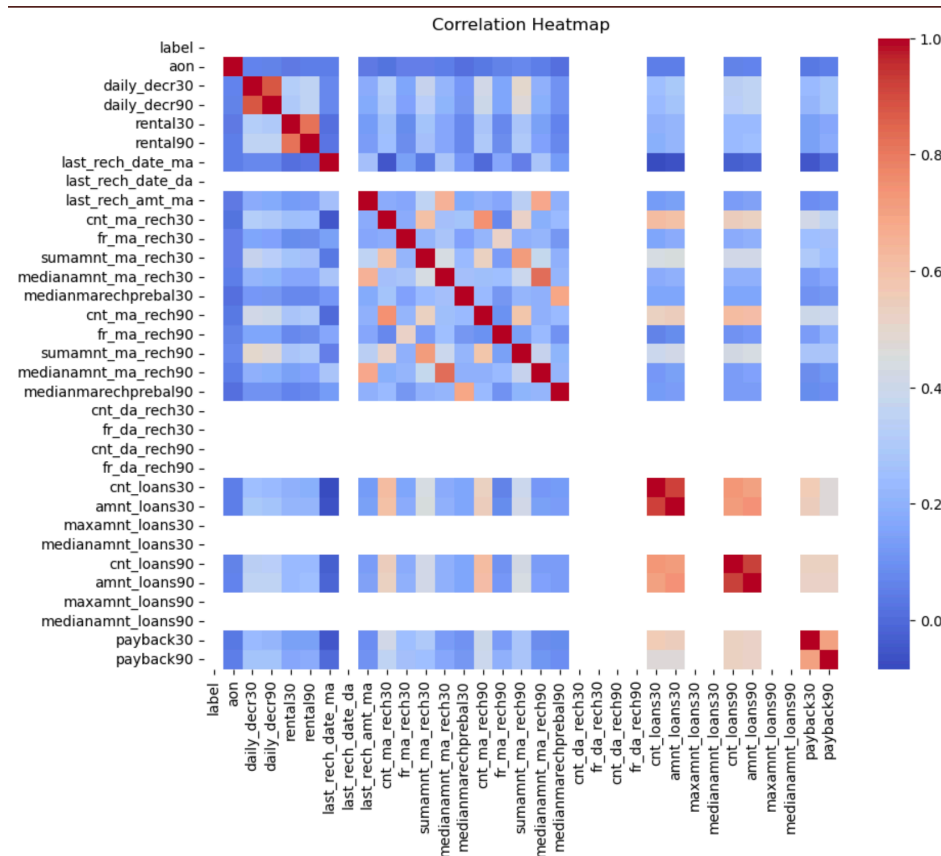 Correlation Heatmap
label
aon
daily_decr30
daily_decr90
rental30
rental90
last_rech_date_ma
last_rech_date_da
last_rech_amt_ma
cnt_ma_rech30
fr_ma_rech30
sumamnt_ma_rech30
medianamnt_ma_rech30
medianmarechprebal30
cnt_ma_rech90
fr_ma_rech90
sumamnt_ma_rech90
medianamnt_ma_rech90
medianmarechprebal90
cnt_da_rech30
fr_da_rech30
cnt_da_rech90
fr_da_rech90
cnt_loans30
amnt_loans30
maxamnt_loans30
medianamnt_loans30
cnt_loans90
amnt_loans90
maxamnt_loans90
medianamnt_loans90
payback30
payback90
label
aon
daily_decr30
daily_decr90
rental30
rental90
last_rech_date_ma
last_rech_date_da
last_rech_amt_ma
cnt_ma_rech30
fr_ma_rech30
sumamnt_ma_rech30
medianamnt_ma_rech30
medianmarechprebal30
cnt_ma_rech90
fr_ma_rech90
sumamnt_ma_rech90
medianamnt_ma_rech90
medianmarechprebal90
cnt_da_rech30
fr_da_rech30
cnt_da_rech90
fr_da_rech90
cnt_loans30
amnt_loans30
maxamnt_loans30
medianamnt_loans30
cnt_loans90
amnt_loans90
maxamnt_loans90
medianamnt_loans90
payback30
payback90
1.0
0.8
0.6
0.4
0.2
0.0